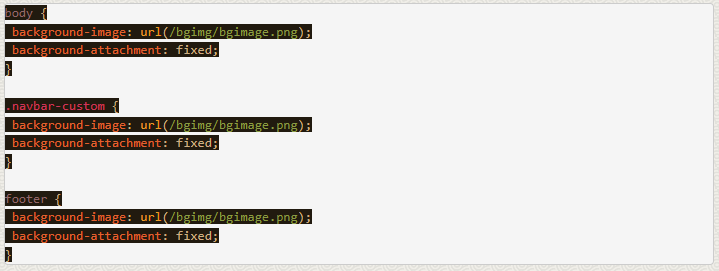 body {
 background-image: url(/bgimg/bgimage.png);
 background-attachment: fixed;
}

.navbar-custom {
 background-image: url(/bgimg/bgimage.png);
 background-attachment: fixed;
}

footer {
 background-image: url(/bgimg/bgimage.png);
 background-attachment: fixed;
}